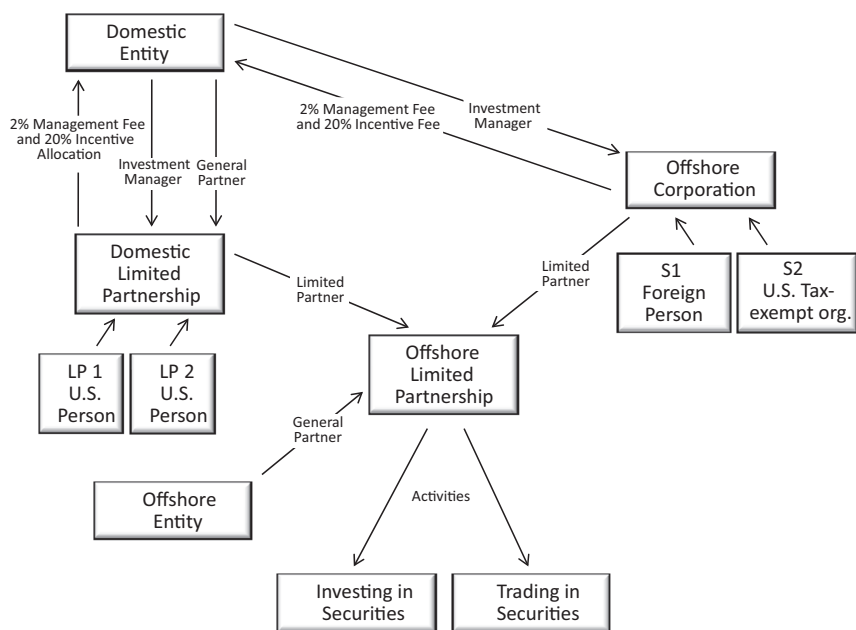 Domestic
Entity
2% Management Fee
and 20% Incentive
Allocation
Investment
Manager
General
Partner
2% Management Fee
and 20% Incentive Fee
Investment
Manager
Offshore
Corporation
Domestic
Limited
Partnership
Limited
Partner
Limited
Partner
S1
Foreign
Person
S2
U.S. Tax-
exempt org.
LP 1
U.S.
Person
LP 2
U.S.
Person
Offshore
Limited
Partnership
General
Partner
Offshore
Entity
Activities
Investing in
Securities
Trading in
Securities